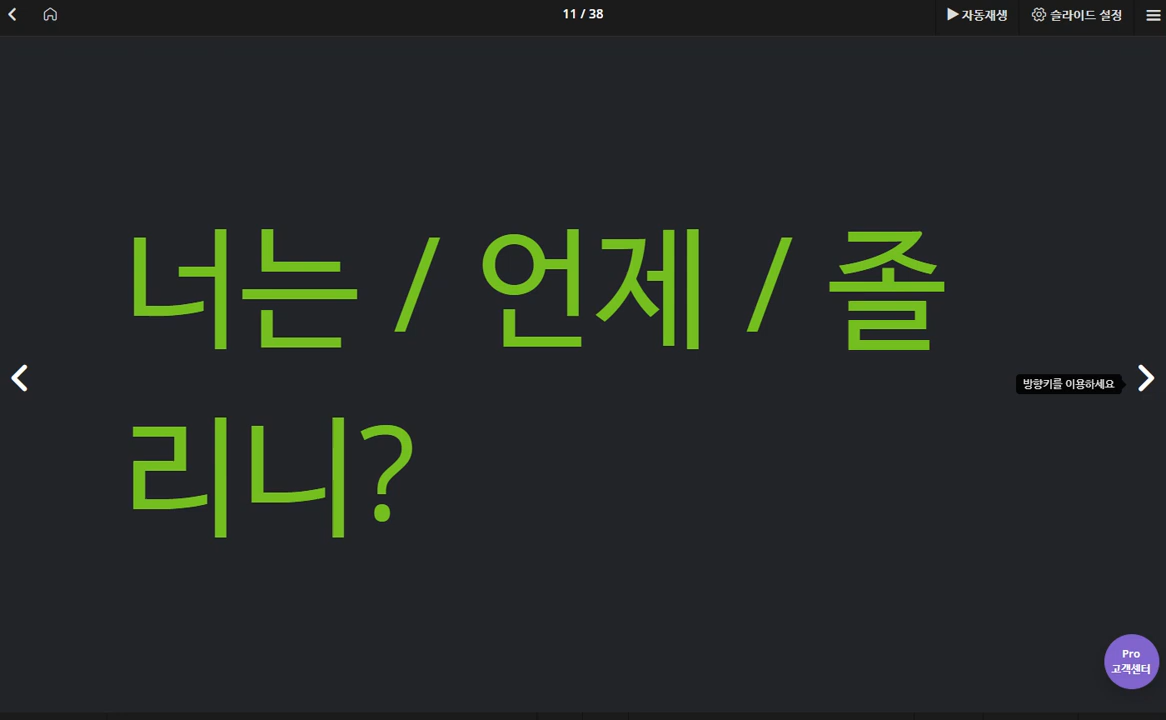 11 / 38
자동재생
슬라이드 설정
너는 / 언제 / 졸
리니?
방향키를 이용하세요
Pro
고객센터